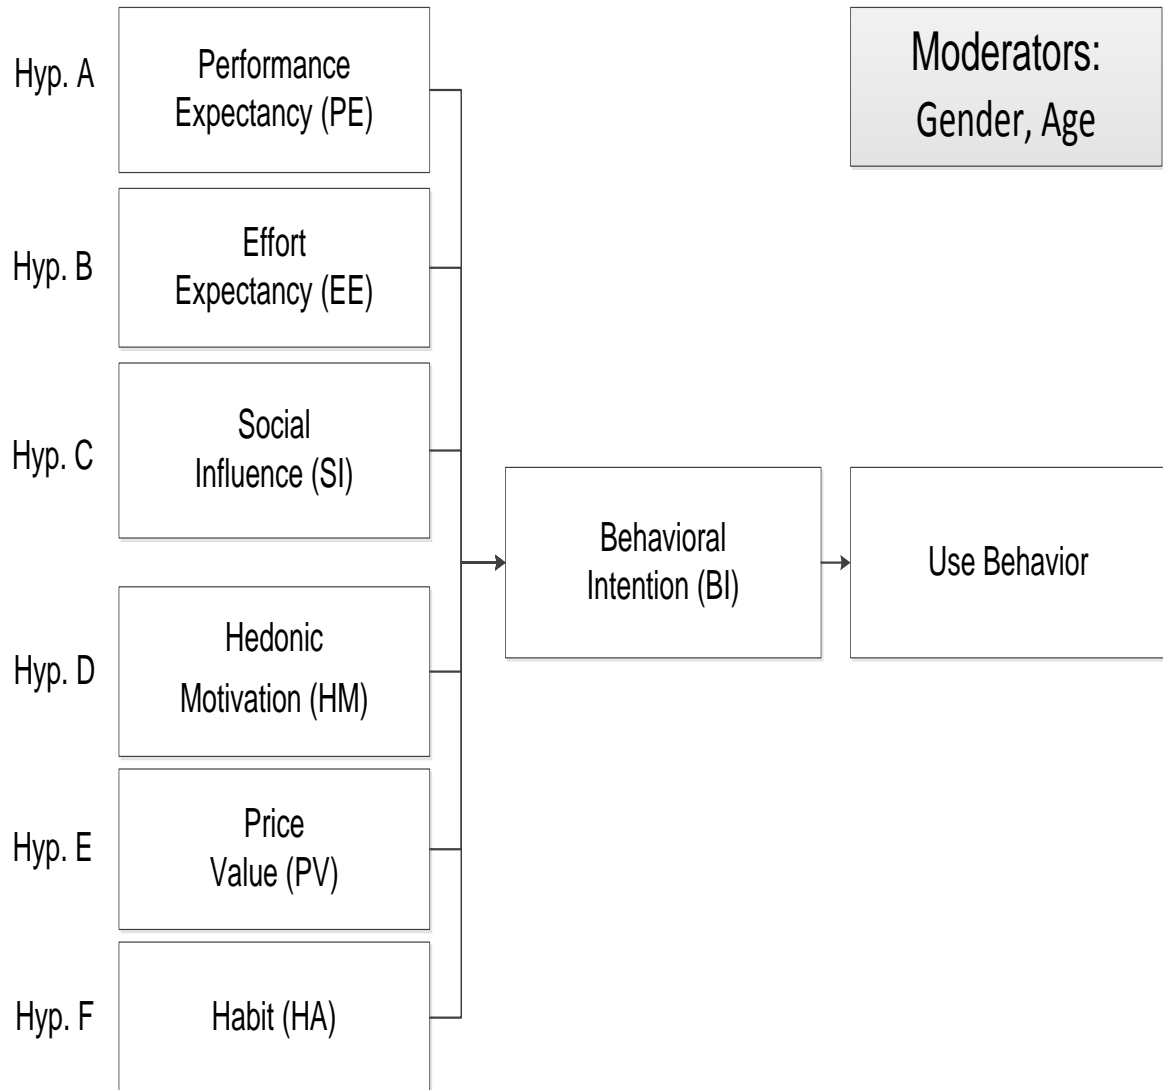 Hyp. A
Performance
Expectancy (PE)
Moderators:
Gender, Age
Hyp. B
Effort
Expectancy (EE)
Hyp. C
Social
Influence (SI)
Behavioral
Intention (BI)
Use Behavior
Hyp. D
Hedonic
Motivation (HM)
Hyp. E
Price
Value (PV)
Hyp. F
Habit (HA)